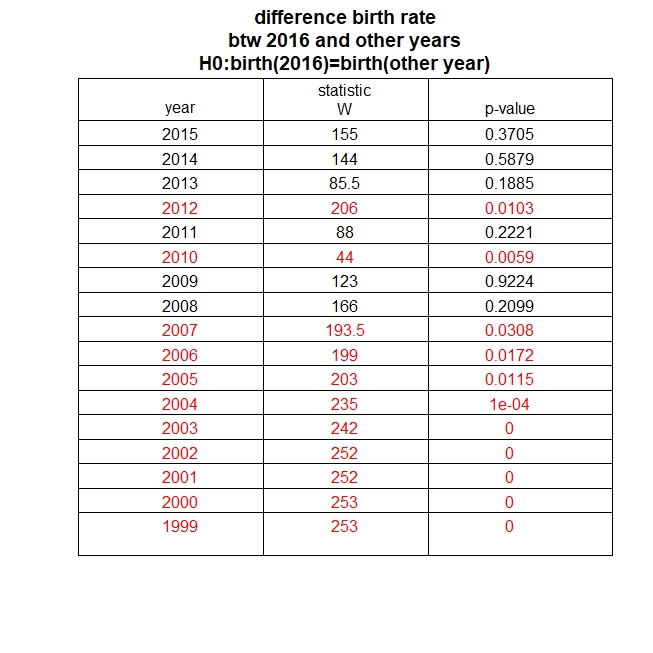 difference birth rate
btw 2016 and other years
H0:birth(2016)=birth(other year)
statistic
year W p-value
2015 155 0.3705
2014 144 0.5879
2013 85.5 0.1885
2012 206 0.0103
2011 88 0.2221
2010 44 0.0059
2009 123 0.9224
2008 166 0.2099
2007 193.5 0.0308
2006 199 0.0172
2005 203 0.0115
2004 235 1e-04
2003 242 0
2002 252 0
2001 252 0
2000 253 0
1999 253 0